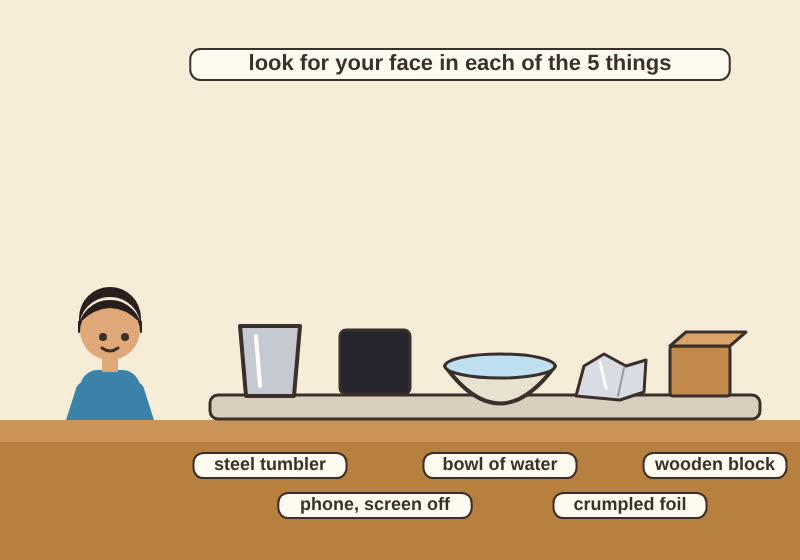 look for your face in each of the 5 things
steel tumbler
bowl of water
wooden block
phone, screen off
crumpled foil